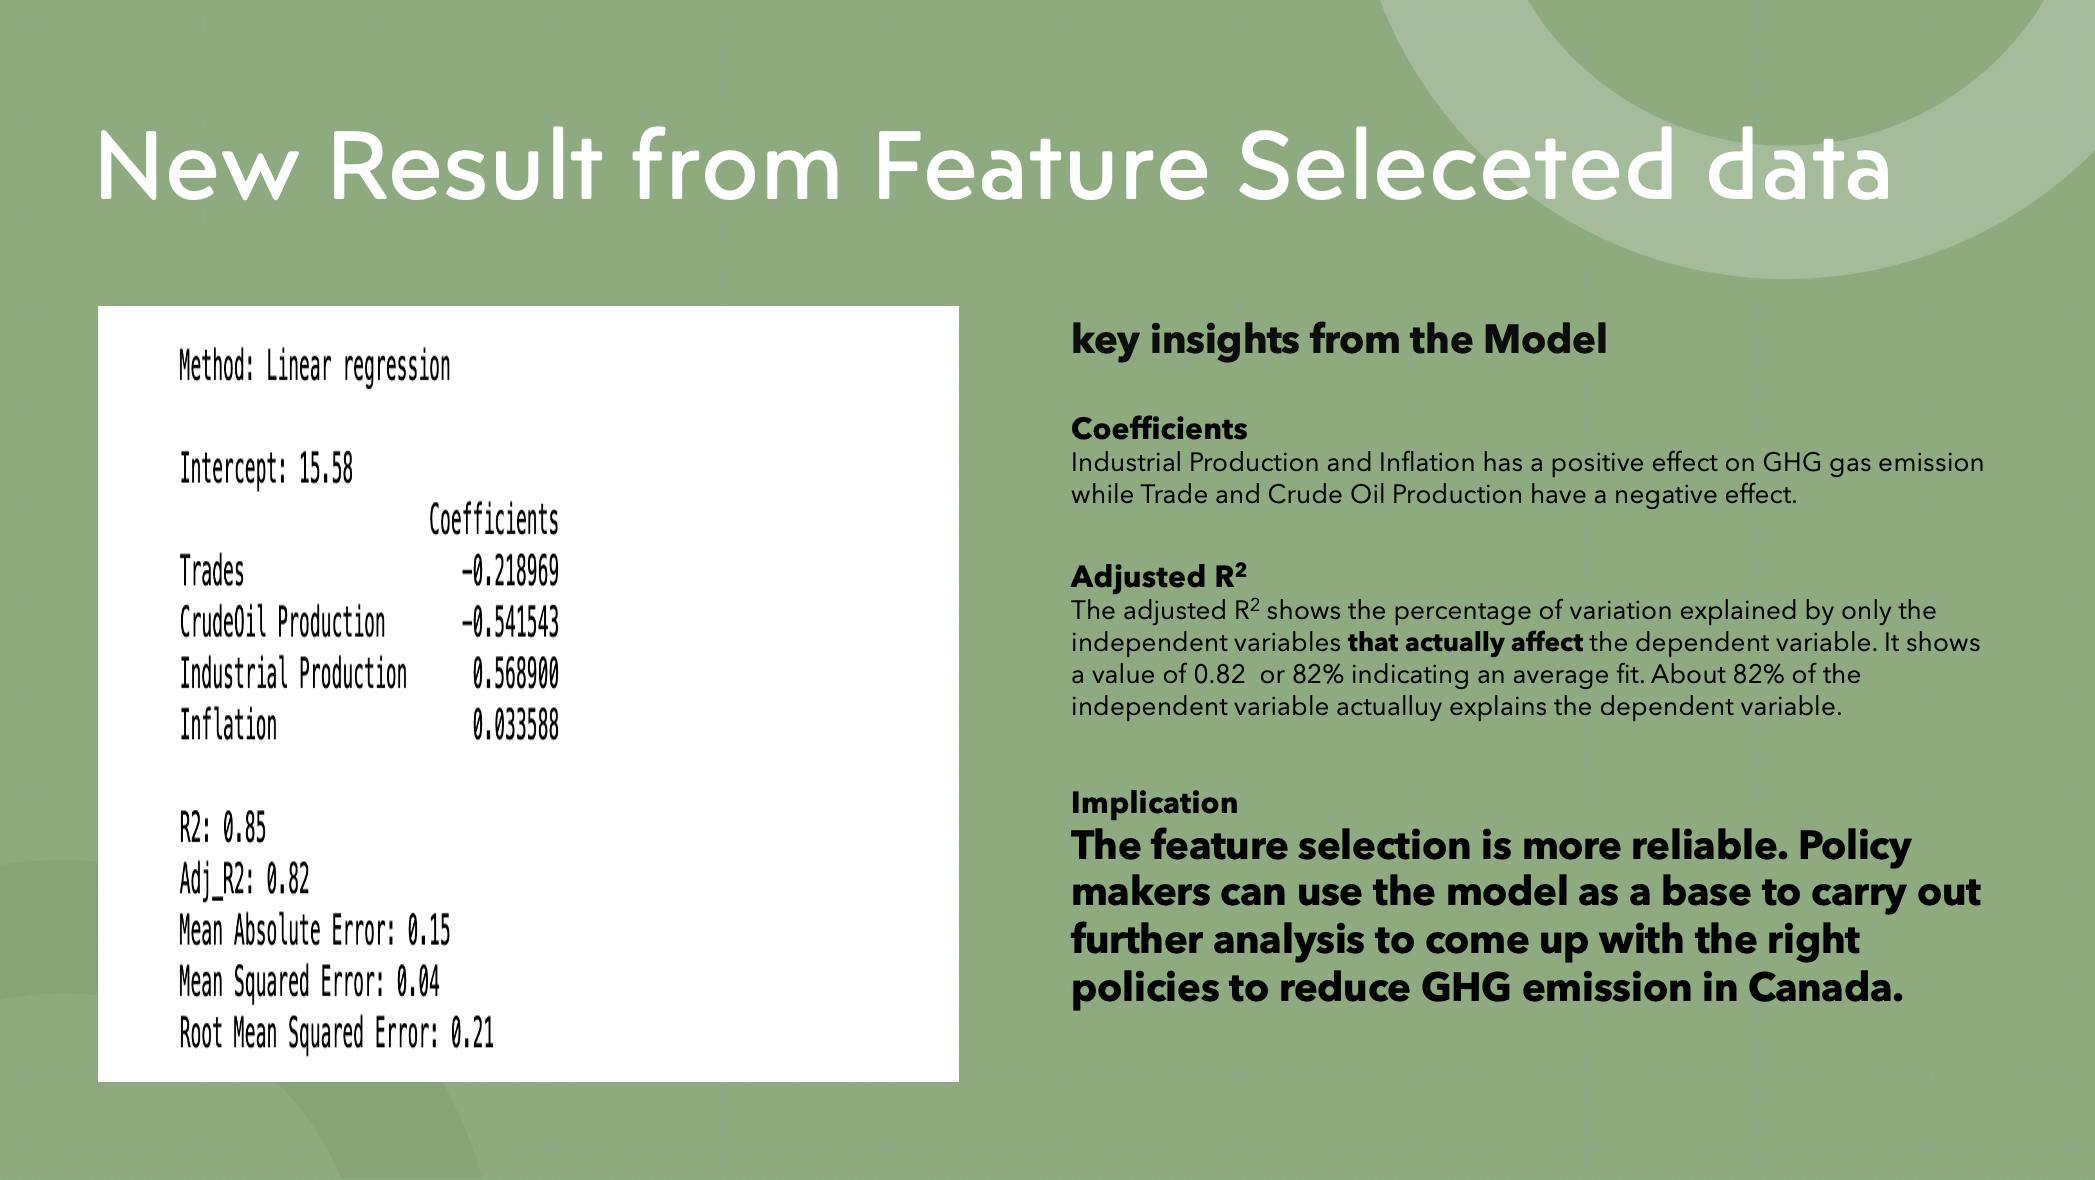 New Result from Feature Seleceted data
Method: Linear regression
Intercept: 15.58
Coefficients
Trades -0.218969
CrudeOil Production -0.541543
Industrial Production 0.568900
Inflation 0.033588
R2: 0.85
Adj_R2: 0.82
Mean Absolute Error: 0.15
Mean Squared Error: 0.04
Root Mean Squared Error: 0.21
key insights from the Model
Coefficients
Industrial Production and Inflation has a positive effect on GHG gas emission
while Trade and Crude Oil Production have a negative effect.
Adjusted R²
The adjusted R² shows the percentage of variation explained by only the
independent variables that actually affect the dependent variable. It shows
a value of 0.82 or 82% indicating an average fit. About 82% of the
independent variable actualluy explains the dependent variable.
Implication
The feature selection is more reliable. Policy
makers can use the model as a base to carry out
further analysis to come up with the right
policies to reduce GHG emission in Canada.